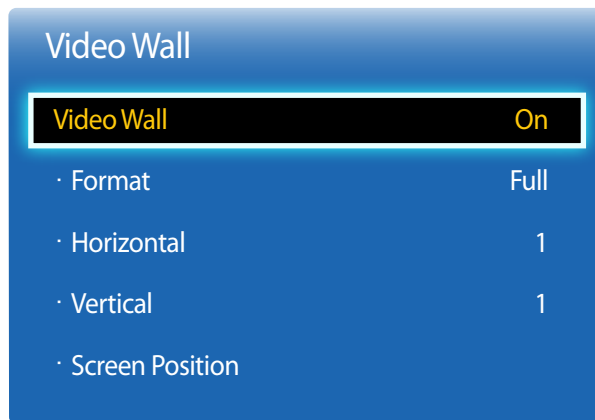 Video Wall
Video Wall On
· Format Full
· Horizontal 1
· Vertical 1
· Screen Position